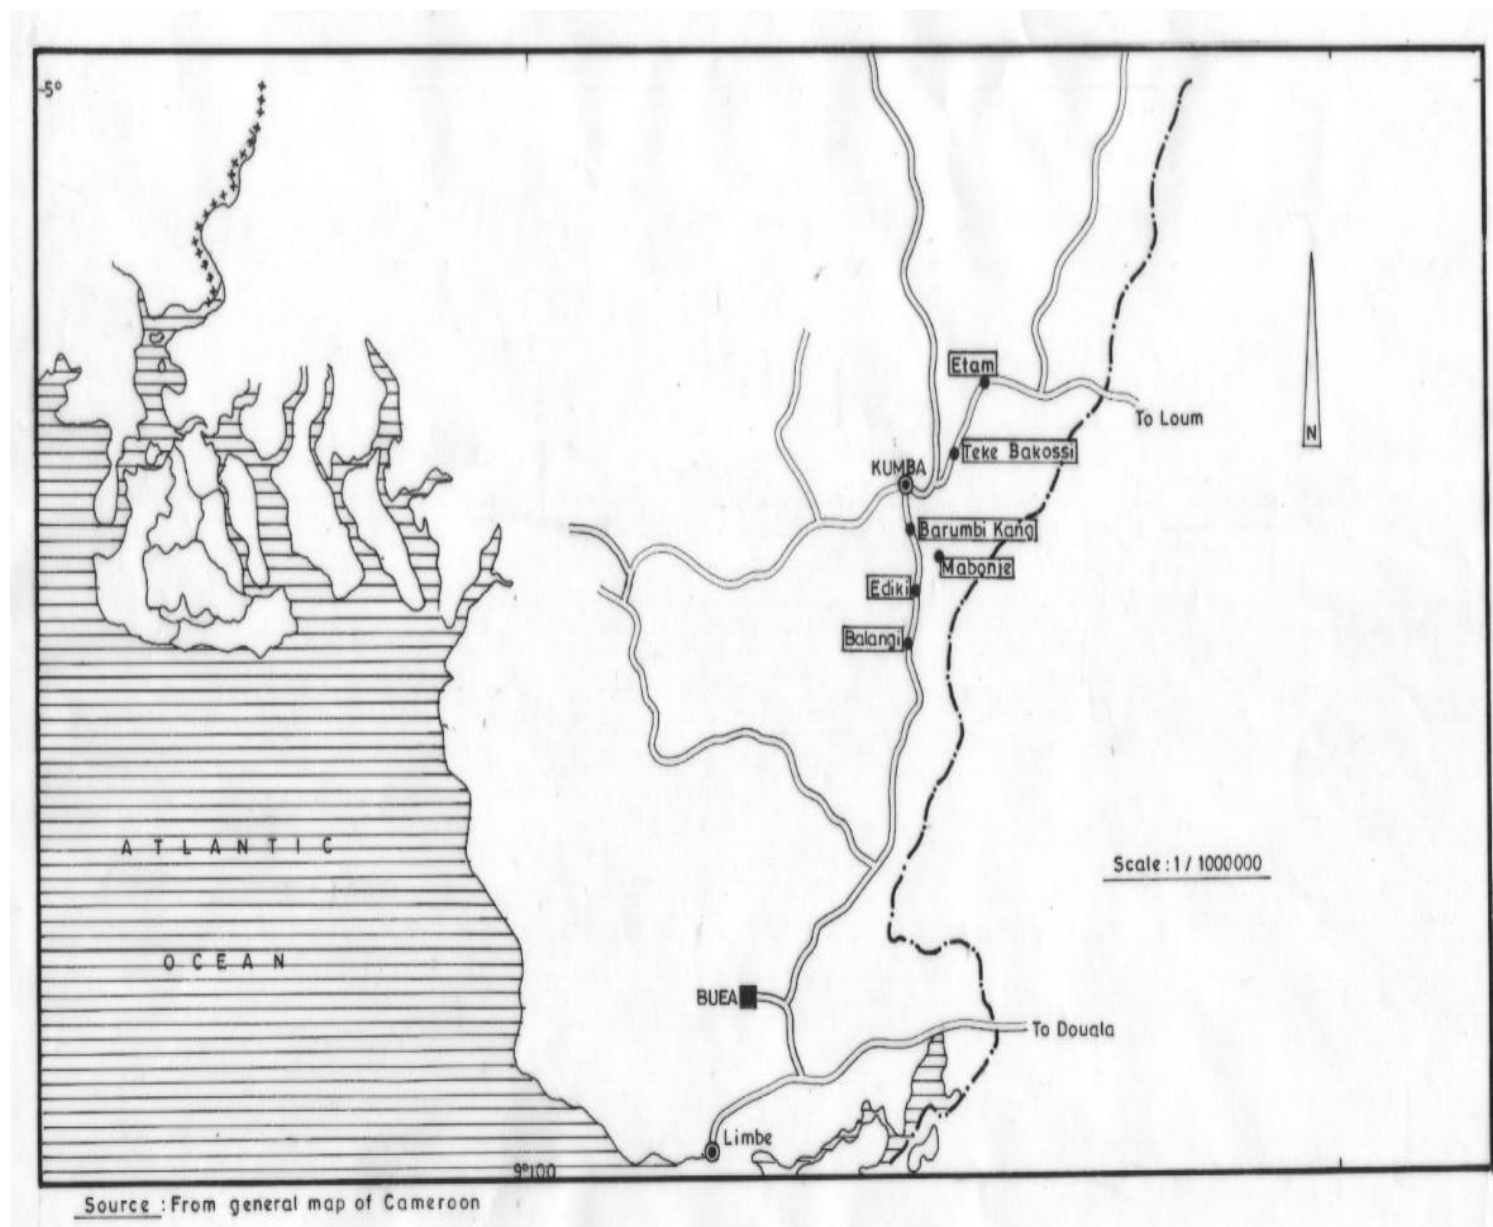 5°
Etam
To Loum
N
Teke Bakossi
KUMBA
Barumbi Kang
Mabonje
Ediki
Balangi
A T L A N T I C
Scale : 1 / 1000000
O C E A N
BUEA
To Douala
Limbe
9°100
Source : From general map of Cameroon